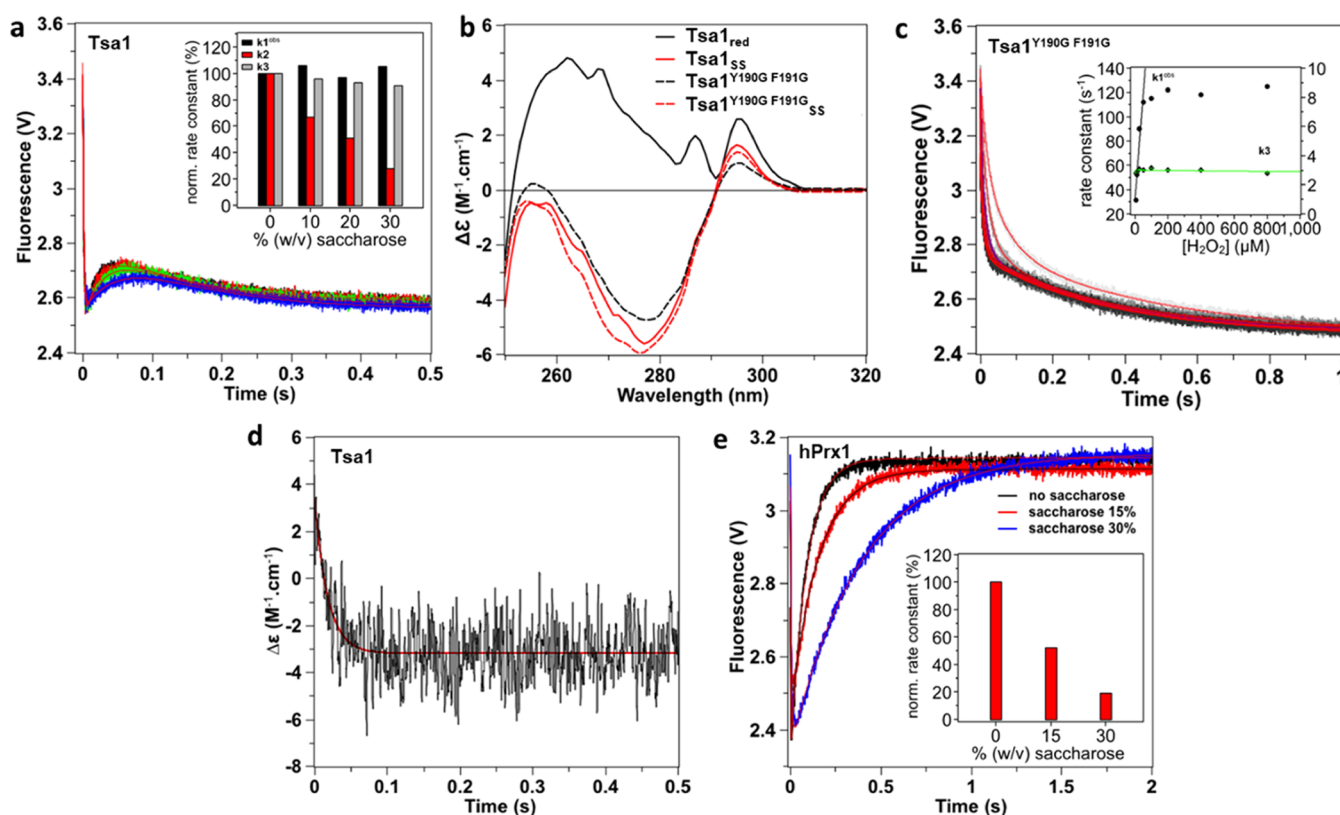 a
Tsa1
Fluorescence (V)
3.6
3.4
3.2
3
2.8
2.6
2.4
0
0.1
0.2
0.3
0.4
0.5
Time (s)
norm. rate constant (%)
140
120
100
80
60
40
20
0
k1obs
k2
k3
0
10
20
30
% (w/v) saccharose
b
Δε (M-1.cm-1)
6
4
2
0
-2
-4
-6
260
280
300
320
Wavelength (nm)
Tsa1red
Tsa1SS
Tsa1Y190G F191G
Tsa1Y190G F191GSS
c
Tsa1Y190G F191G
Fluorescence (V)
3.6
3.4
3.2
3
2.8
2.6
2.4
0
0.2
0.4
0.6
0.8
1
Time (s)
rate constant (s-1)
140
120
100
80
60
40
20
k1obs
k3
10
8
6
4
2
0
0
200
400
600
8001,000
[H2O2] (µM)
d
Tsa1
Δε (M-1.cm-1)
6
4
2
0
-2
-4
-6
-8
0
0.1
0.2
0.3
0.4
0.5
Time (s)
e
hPrx1
Fluorescence (V)
3.2
3
2.8
2.6
2.4
0
0.5
1
1.5
2
Time (s)
no saccharose
saccharose 15%
saccharose 30%
norm. rate constant (%)
120
100
80
60
40
20
0
0
15
30
% (w/v) saccharose